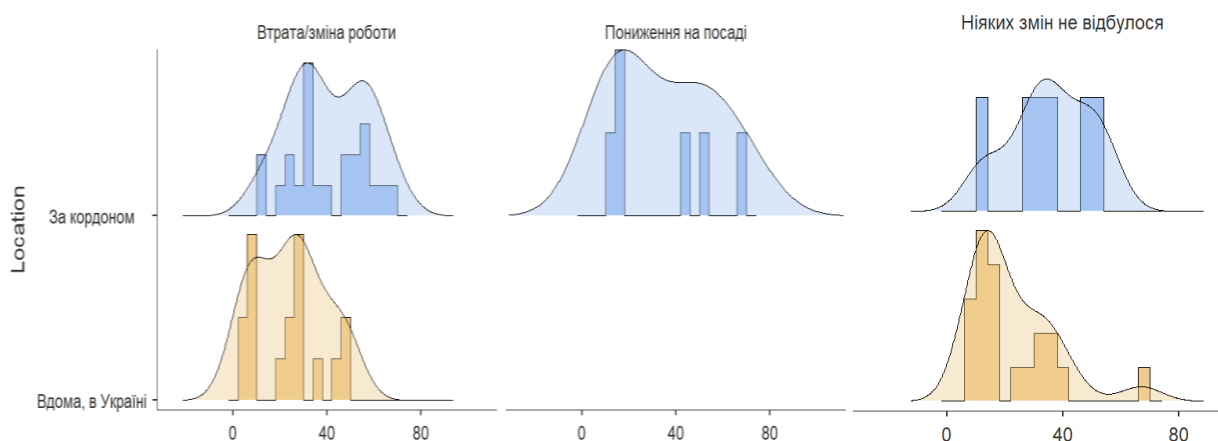 Втрата/зміна роботи
Пониження на посаді
Ніяких змін не відбулося
Location
За кордоном
Вдома, в Україні
0 40 80
0 40 80
0 40 80